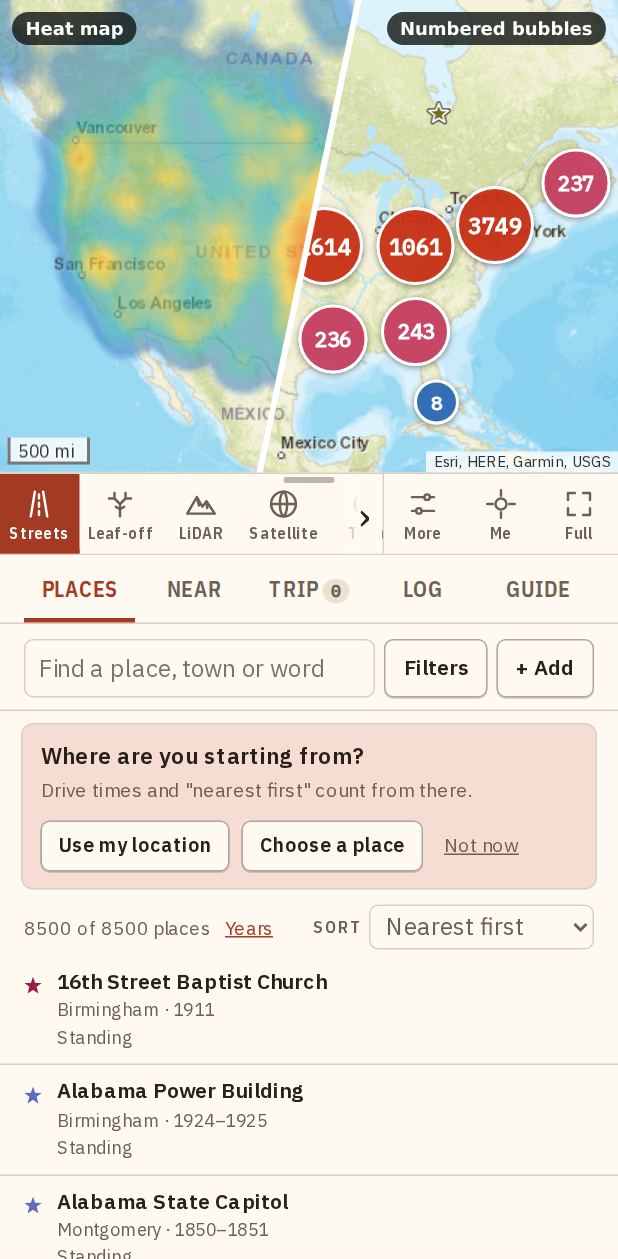 Heat map
Numbered bubbles
CANADA
Vancouver
237
3749
York
614
1061
UNITED
San Francisco
Los Angeles
236
243
8
MÉXICO
Mexico City
500 mi
Esri, HERE, Garmin, USGS
Streets
Leaf-off
LiDAR
Satellite
More
Me
Full
PLACES
NEAR
TRIP 0
LOG
GUIDE
Find a place, town or word
Filters
+ Add
Where are you starting from?
Drive times and "nearest first" count from there.
Use my location
Choose a place
Not now
8500 of 8500 places
Years
SORT
Nearest first
16th Street Baptist Church
Birmingham · 1911
Standing
Alabama Power Building
Birmingham · 1924–1925
Standing
Alabama State Capitol
Montgomery · 1850–1851
Standing